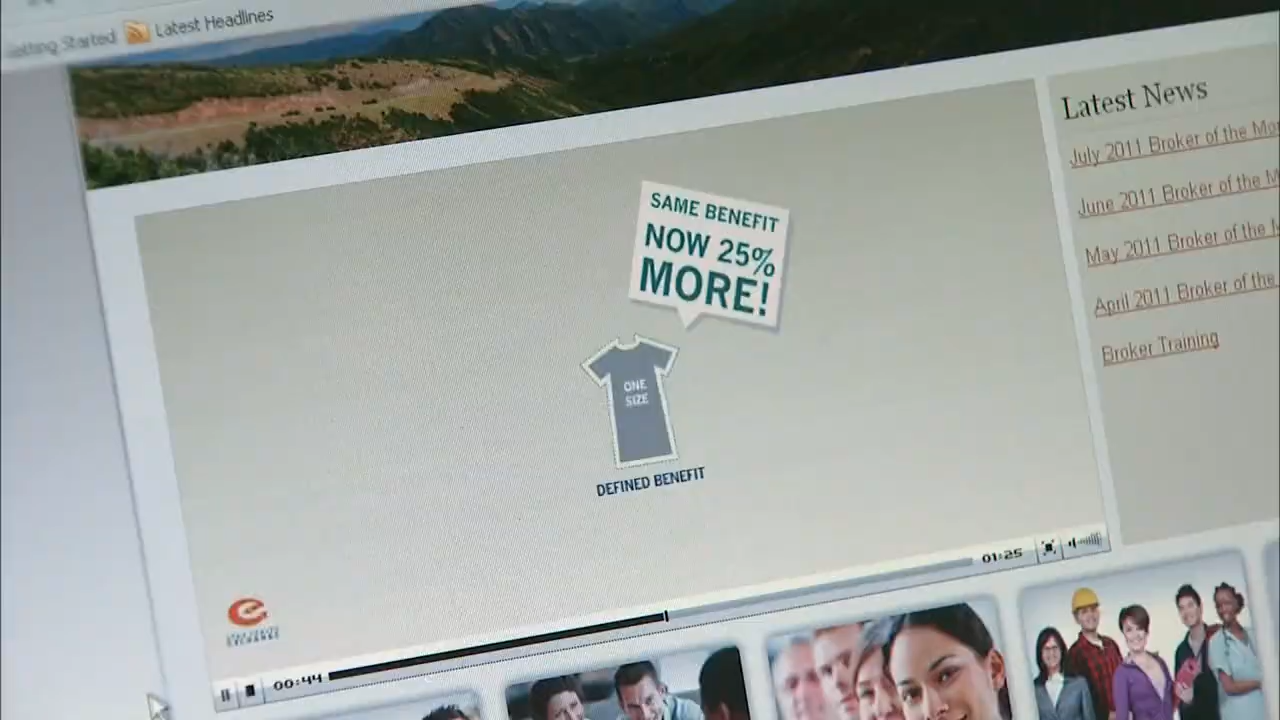 Getting Started
Latest Headlines
Latest News
July 2011 Broker of the Mo
June 2011 Broker of the M
May 2011 Broker of the
April 2011 Broker of the
Broker Training
SAME BENEFIT
NOW 25%
MORE!
ONE
SIZE
DEFINED BENEFIT
01:25
00:44